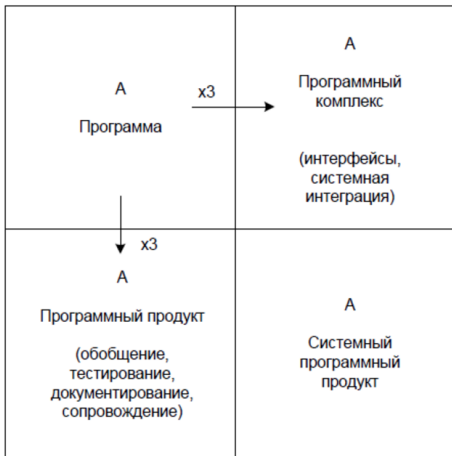 А
Программа
x3
А
Программный
комплекс
(интерфейсы,
системная
интеграция)
x3
А
Программный продукт
(обобщение,
тестирование,
документирование,
сопровождение)
А
Системный
программный
продукт